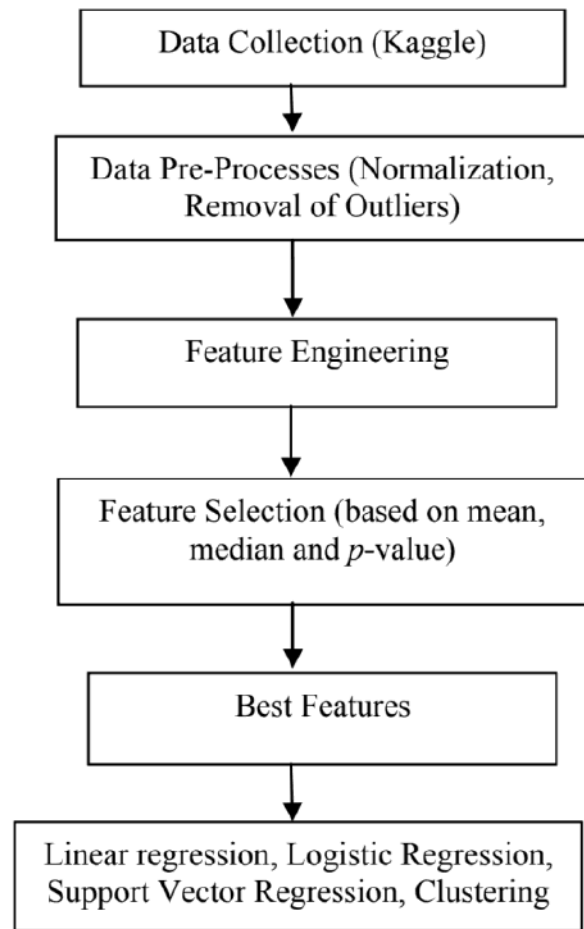 Data Collection (Kaggle)
Data Pre-Processes (Normalization,
Removal of Outliers)
Feature Engineering
Feature Selection (based on mean,
median and p-value)
Best Features
Linear regression, Logistic Regression,
Support Vector Regression, Clustering